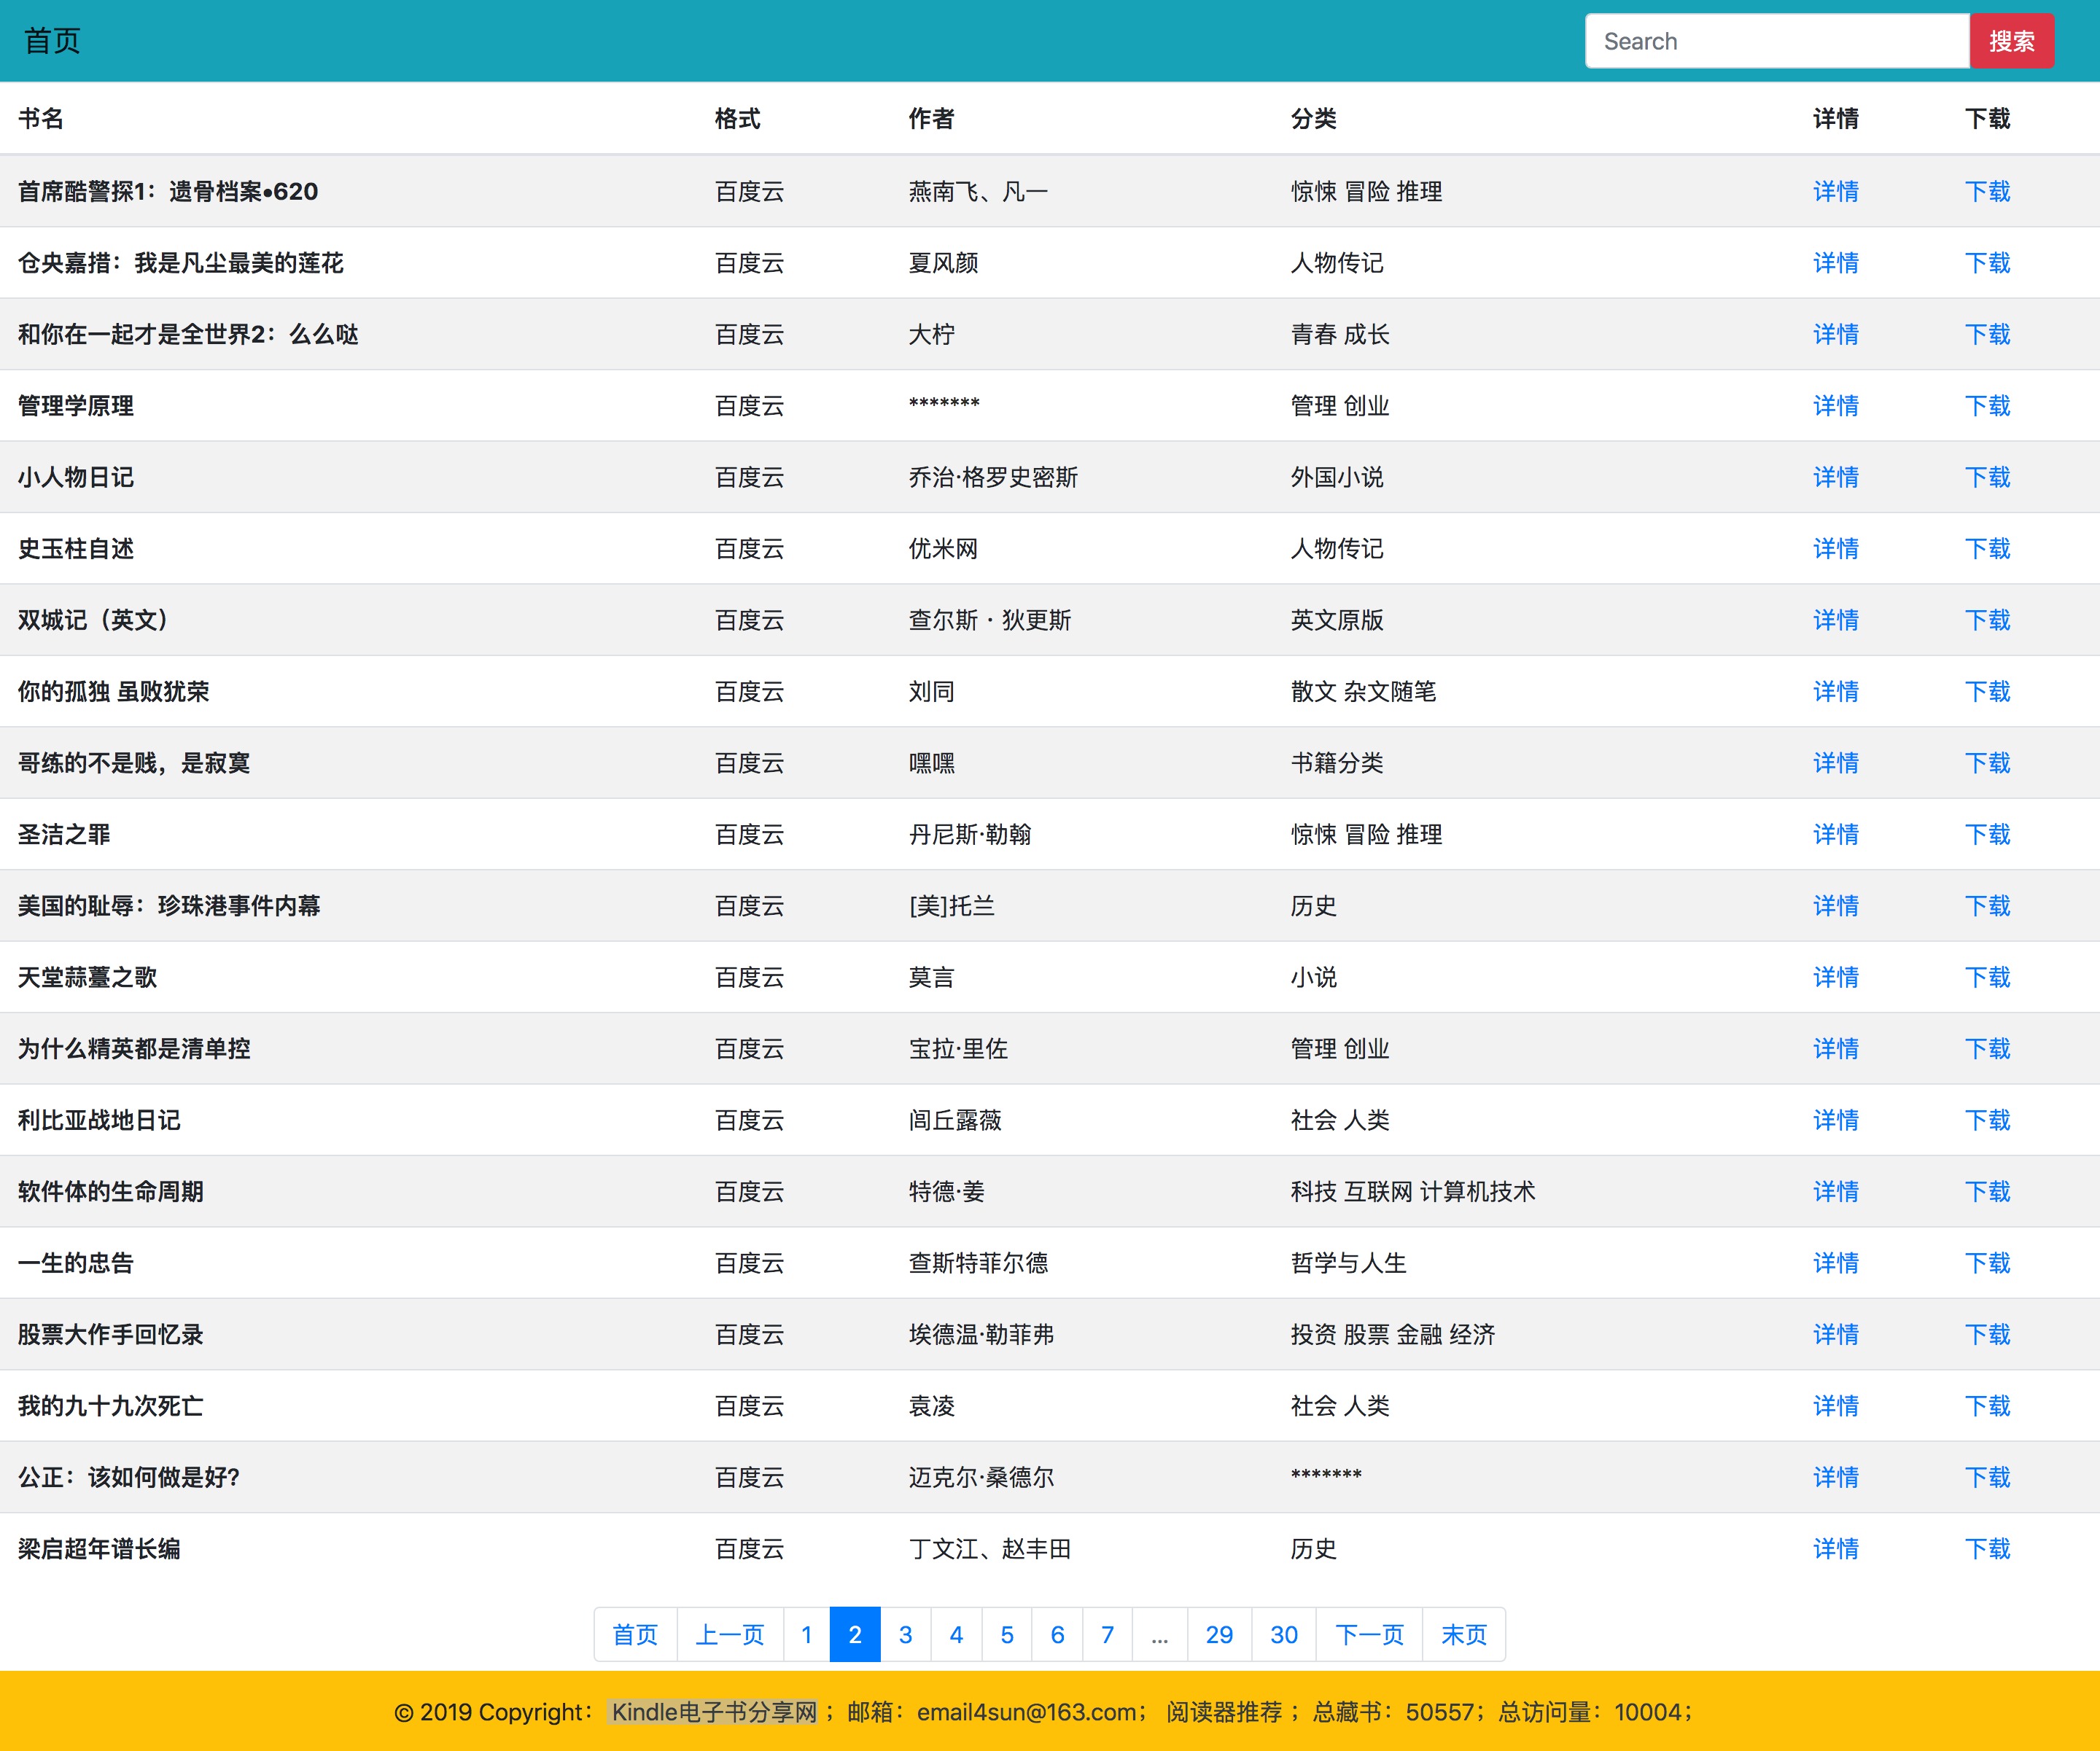 首页 Search 搜索
书名 格式 作者 分类 详情 下载
首席酷警探1：遗骨档案•620 百度云 燕南飞、凡一 惊悚 冒险 推理 详情 下载
仓央嘉措：我是凡尘最美的莲花 百度云 夏风颜 人物传记 详情 下载
和你在一起才是全世界2：么么哒 百度云 大柠 青春 成长 详情 下载
管理学原理 百度云 ******* 管理 创业 详情 下载
小人物日记 百度云 乔治·格罗史密斯 外国小说 详情 下载
史玉柱自述 百度云 优米网 人物传记 详情 下载
双城记（英文） 百度云 查尔斯・狄更斯 英文原版 详情 下载
你的孤独 虽败犹荣 百度云 刘同 散文 杂文随笔 详情 下载
哥练的不是贱，是寂寞 百度云 嘿嘿 书籍分类 详情 下载
圣洁之罪 百度云 丹尼斯·勒翰 惊悚 冒险 推理 详情 下载
美国的耻辱：珍珠港事件内幕 百度云 [美]托兰 历史 详情 下载
天堂蒜薹之歌 百度云 莫言 小说 详情 下载
为什么精英都是清单控 百度云 宝拉·里佐 管理 创业 详情 下载
利比亚战地日记 百度云 闾丘露薇 社会 人类 详情 下载
软件体的生命周期 百度云 特德·姜 科技 互联网 计算机技术 详情 下载
一生的忠告 百度云 查斯特菲尔德 哲学与人生 详情 下载
股票大作手回忆录 百度云 埃德温·勒菲弗 投资 股票 金融 经济 详情 下载
我的九十九次死亡 百度云 袁凌 社会 人类 详情 下载
公正：该如何做是好? 百度云 迈克尔·桑德尔 ******* 详情 下载
梁启超年谱长编 百度云 丁文江、赵丰田 历史 详情 下载
首页 上一页 1 2 3 4 5 6 7 ... 29 30 下一页 末页
© 2019 Copyright： Kindle电子书分享网 ；邮箱：email4sun@163.com； 阅读器推荐 ；总藏书：50557；总访问量：10004；